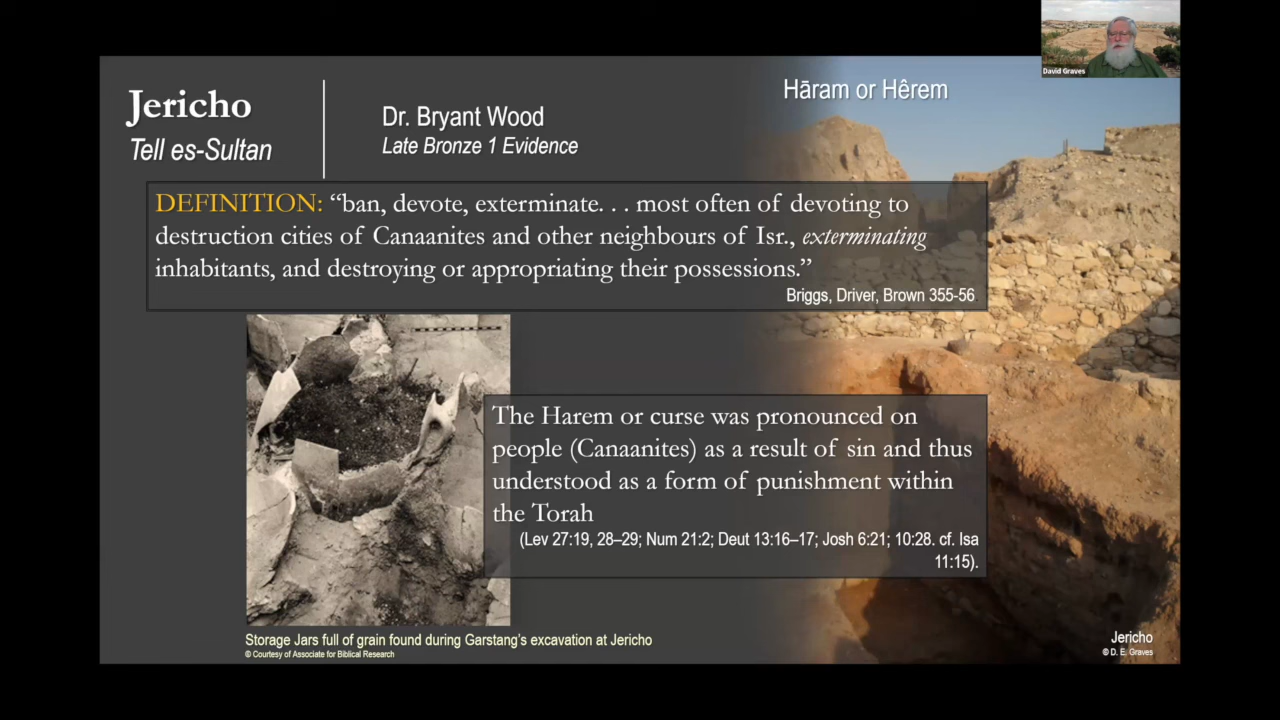 David Graves
Jericho
Tell es-Sultan
Dr. Bryant Wood
Late Bronze 1 Evidence
Hāram or Hêrem
DEFINITION: “ban, devote, exterminate. . . most often of devoting to
destruction cities of Canaanites and other neighbours of Isr., exterminating
inhabitants, and destroying or appropriating their possessions.”
Briggs, Driver, Brown 355-56
The Harem or curse was pronounced on
people (Canaanites) as a result of sin and thus
understood as a form of punishment within
the Torah
(Lev 27:19, 28–29; Num 21:2; Deut 13:16–17; Josh 6:21; 10:28. cf. Isa
11:15).
Storage Jars full of grain found during Garstang’s excavation at Jericho
© Courtesy of Associate for Biblical Research
Jericho
© D. E. Graves